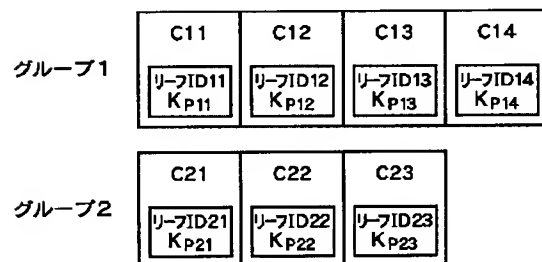 C11 C12 C13 C14
グループ1
リーフID11 リーフID12 リーフID13 リーフID14
KP11 KP12 KP13 KP14
C21 C22 C23
グループ2
リーフID21 リーフID22 リーフID23
KP21 KP22 KP23